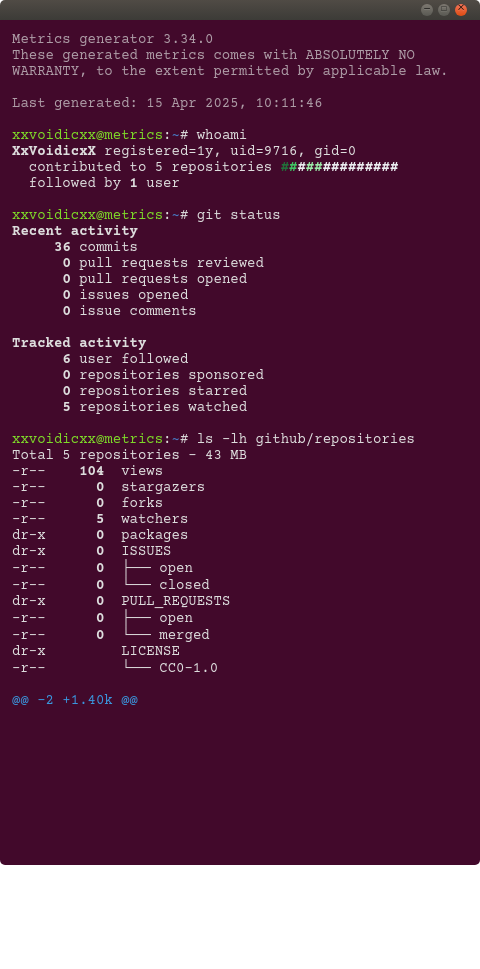 Metrics generator 3.34.0
These generated metrics comes with ABSOLUTELY NO
WARRANTY, to the extent permitted by applicable law.
Last generated: 15 Apr 2025, 10:11:46
xxvoidicxx@metrics:~# whoami
XxVoidicxX registered=1y, uid=9716, gid=0
contributed to 5 repositories ##############
followed by 1 user
xxvoidicxx@metrics:~# git status
Recent activity
36 commits
0 pull requests reviewed
0 pull requests opened
0 issues opened
0 issue comments
Tracked activity
6 user followed
0 repositories sponsored
0 repositories starred
5 repositories watched
xxvoidicxx@metrics:~# ls -lh github/repositories
Total 5 repositories - 43 MB
-r-- 104 views
-r-- 0 stargazers
-r-- 0 forks
-r-- 5 watchers
dr-x 0 packages
dr-x 0 ISSUES
-r-- 0 ├── open
-r-- 0 └── closed
dr-x 0 PULL_REQUESTS
-r-- 0 ├── open
-r-- 0 └── merged
dr-x LICENSE
-r-- └── CC0-1.0
@@ -2 +1.40k @@